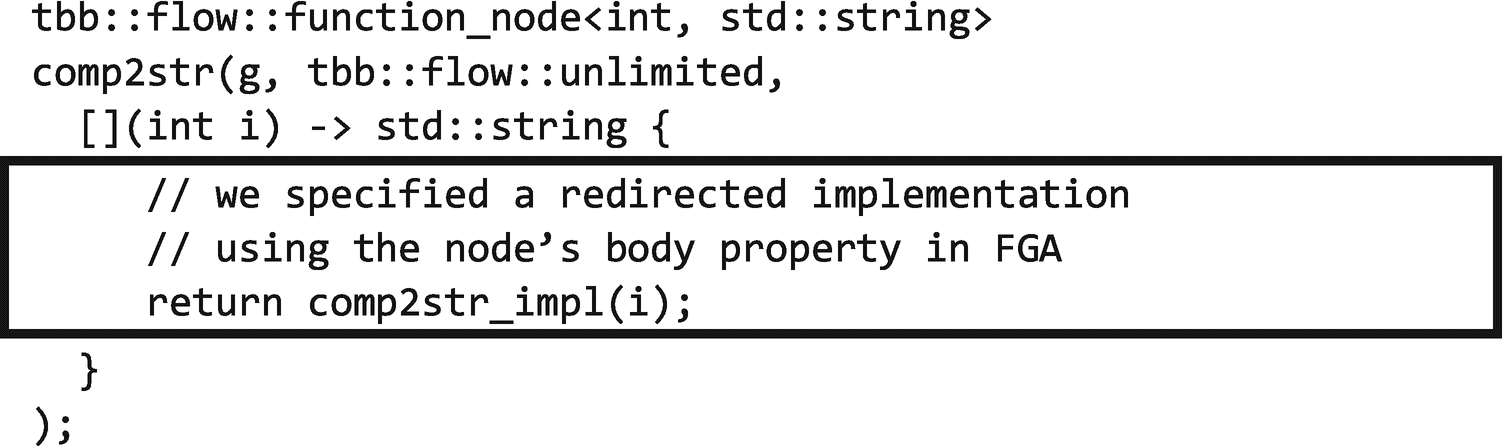 tbb::flow::function_node<int, std::string>
comp2str(g, tbb::flow::unlimited,
  [](int i) -> std::string {
     // we specified a redirected implementation
     // using the node’s body property in FGA
     return comp2str_impl(i);
  }
);